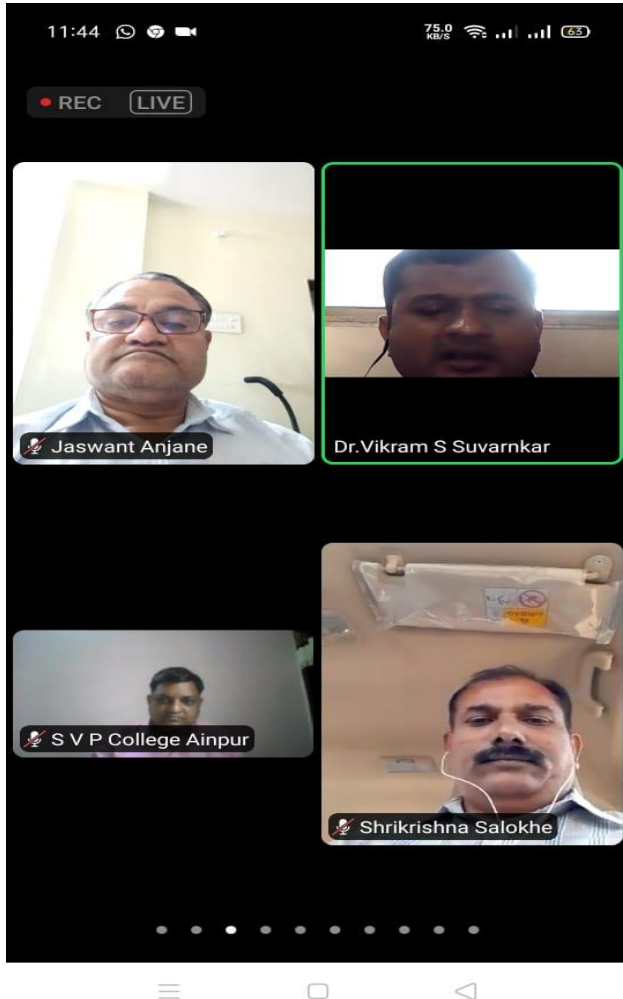 11:44
75.0
KB/S
63
REC LIVE
Jaswant Anjane
Dr.Vikram S Suvarnkar
S V P College Ainpur
Shrikrishna Salokhe